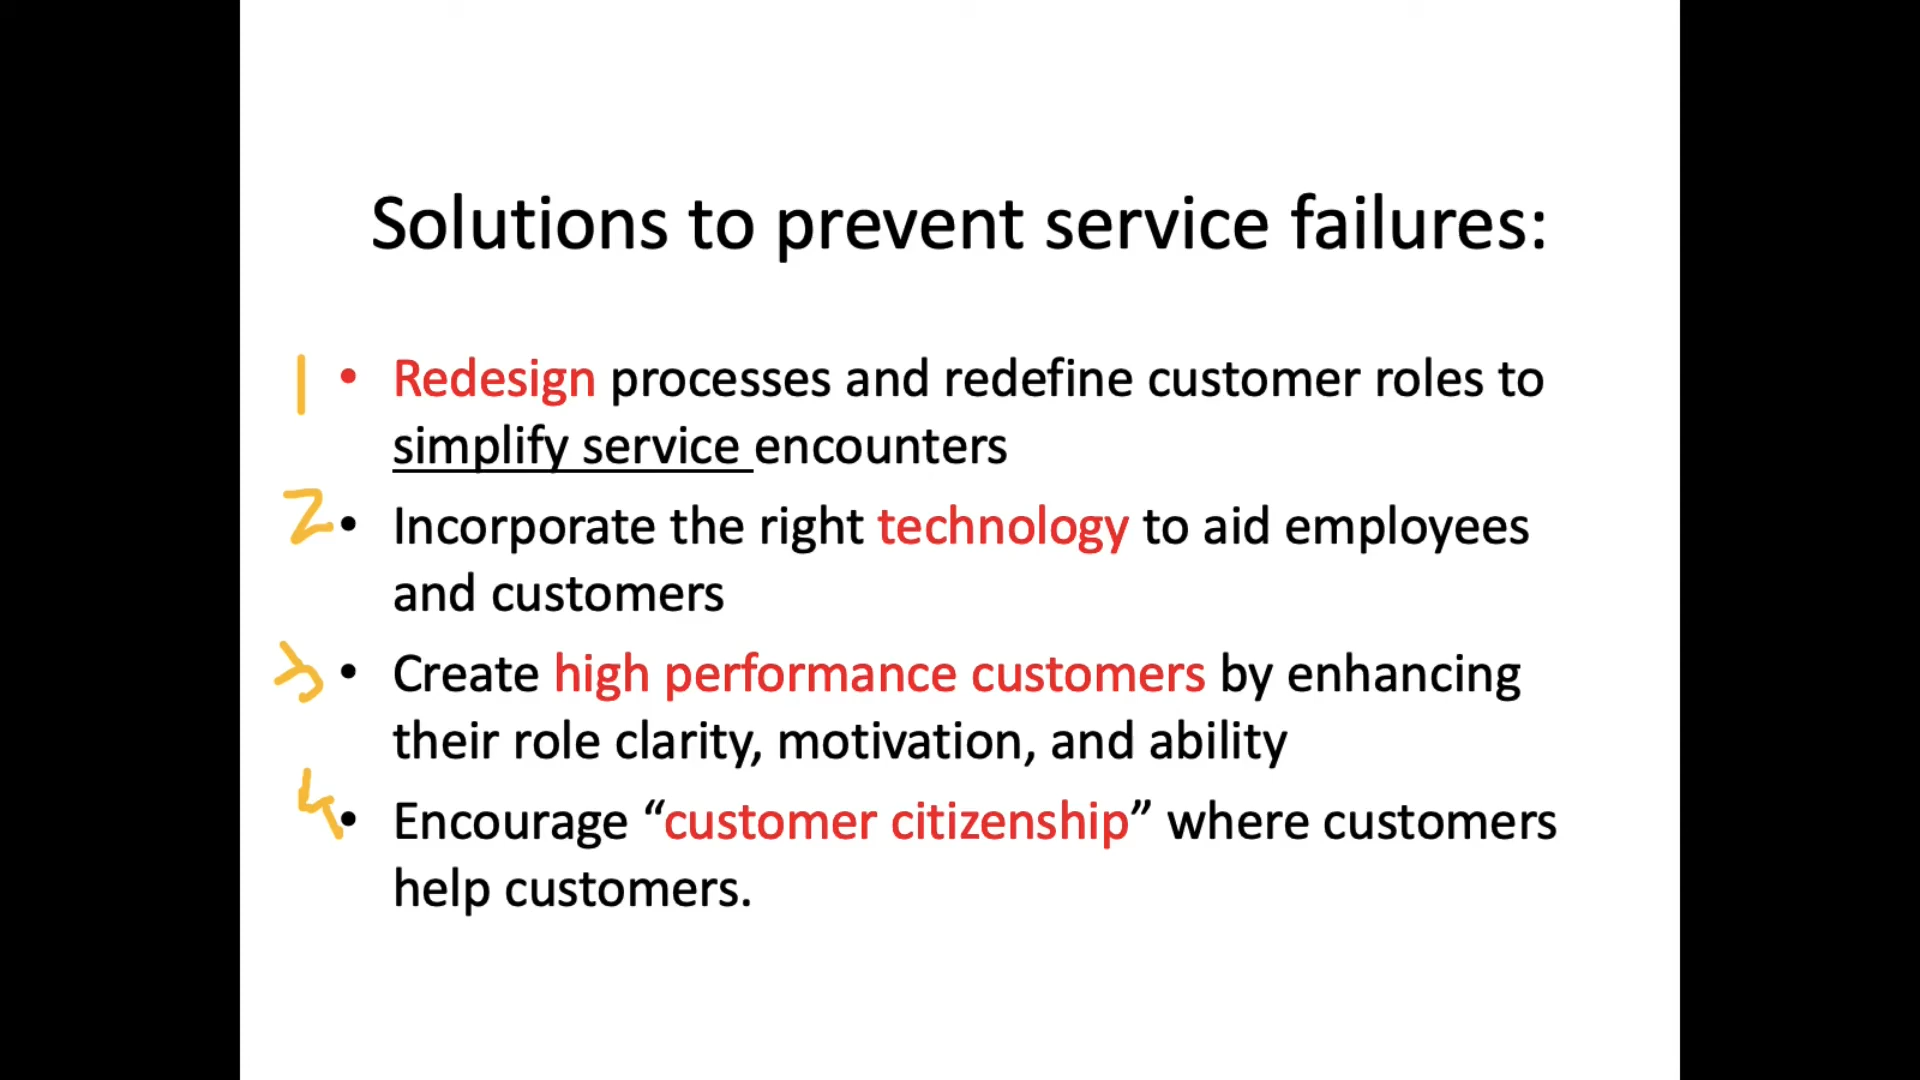 Solutions to prevent service failures:
1 • Redesign processes and redefine customer roles to
simplify service encounters
2 • Incorporate the right technology to aid employees
and customers
3 • Create high performance customers by enhancing
their role clarity, motivation, and ability
4 • Encourage “customer citizenship” where customers
help customers.